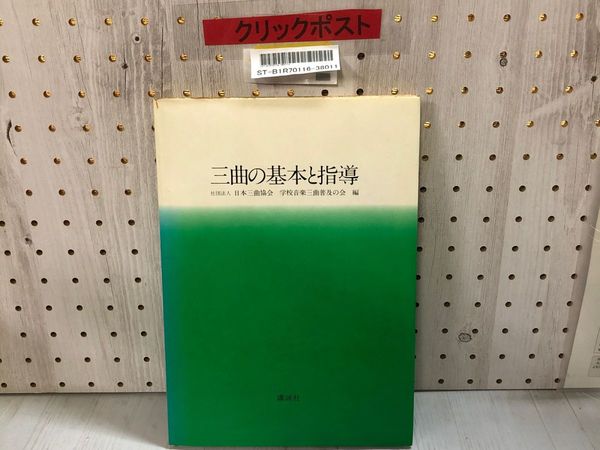 クリックポスト
ST-B1R70116-38011
三曲の基本と指導
社団法人 日本三曲協会 学校音楽三曲普及の会 編
講談社